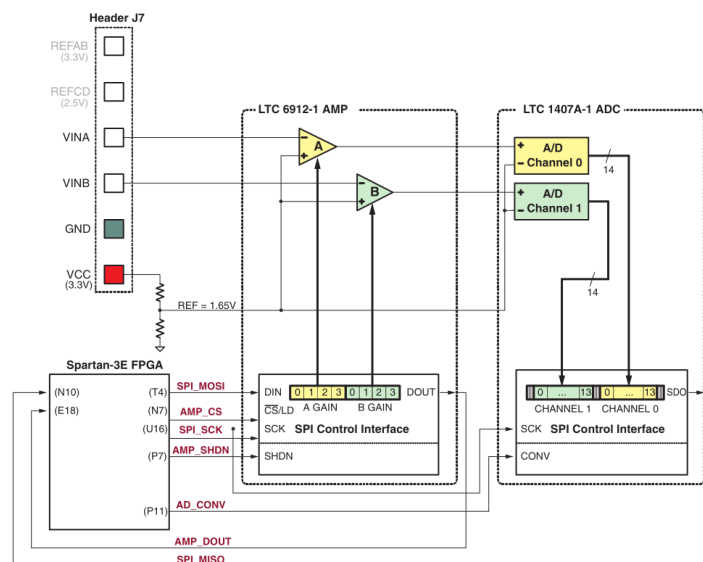 Header J7
REFAB
(3.3V)
REFCD
(2.5V)
VINA
VINB
GND
VCC
(3.3V)
REF = 1.65V
LTC 6912-1 AMP
A
B
DIN
0 1 2 3 0 1 2 3
DOUT
A GAIN
B GAIN
CS/LD
SCK
SPI Control Interface
SHDN
LTC 1407A-1 ADC
A/D
Channel 0
14
A/D
Channel 1
14
0 ... 13 0 ... 13
SDO
CHANNEL 1
CHANNEL 0
SCK
SPI Control Interface
CONV
Spartan-3E FPGA
(N10)
(E18)
(T4)
(N7)
(U16)
(P7)
(P11)
SPI_MOSI
AMP_CS
SPI_SCK
AMP_SHDN
AD_CONV
AMP_DOUT
SPI_MISO